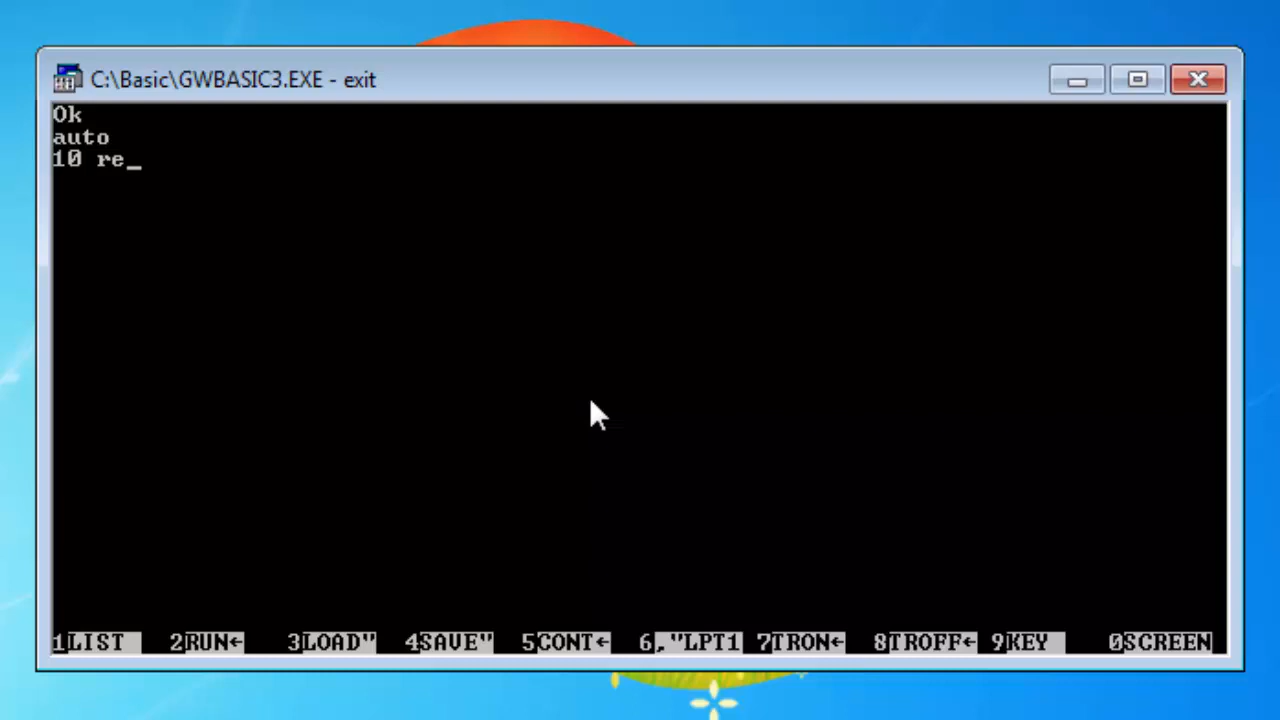 C:\Basic\GWBASIC3.EXE - exit
Ok
auto
10 re_
1LIST 2RUN← 3LOAD" 4SAVE" 5CONT← 6,"LPT1 7TRON← 8TROFF← 9KEY 0SCREEN